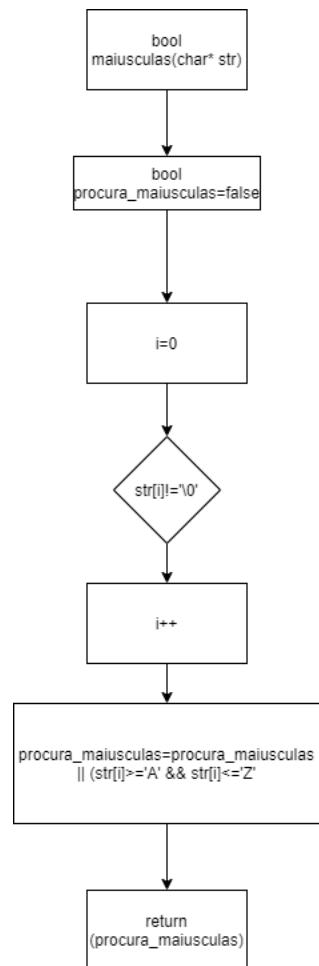 bool
maiusculas(char* str)
bool
procura_maiusculas=false
i=0
str[i]!='\0'
i++
procura_maiusculas=procura_maiusculas
|| (str[i]>='A' && str[i]<='Z'
return
(procura_maiusculas)